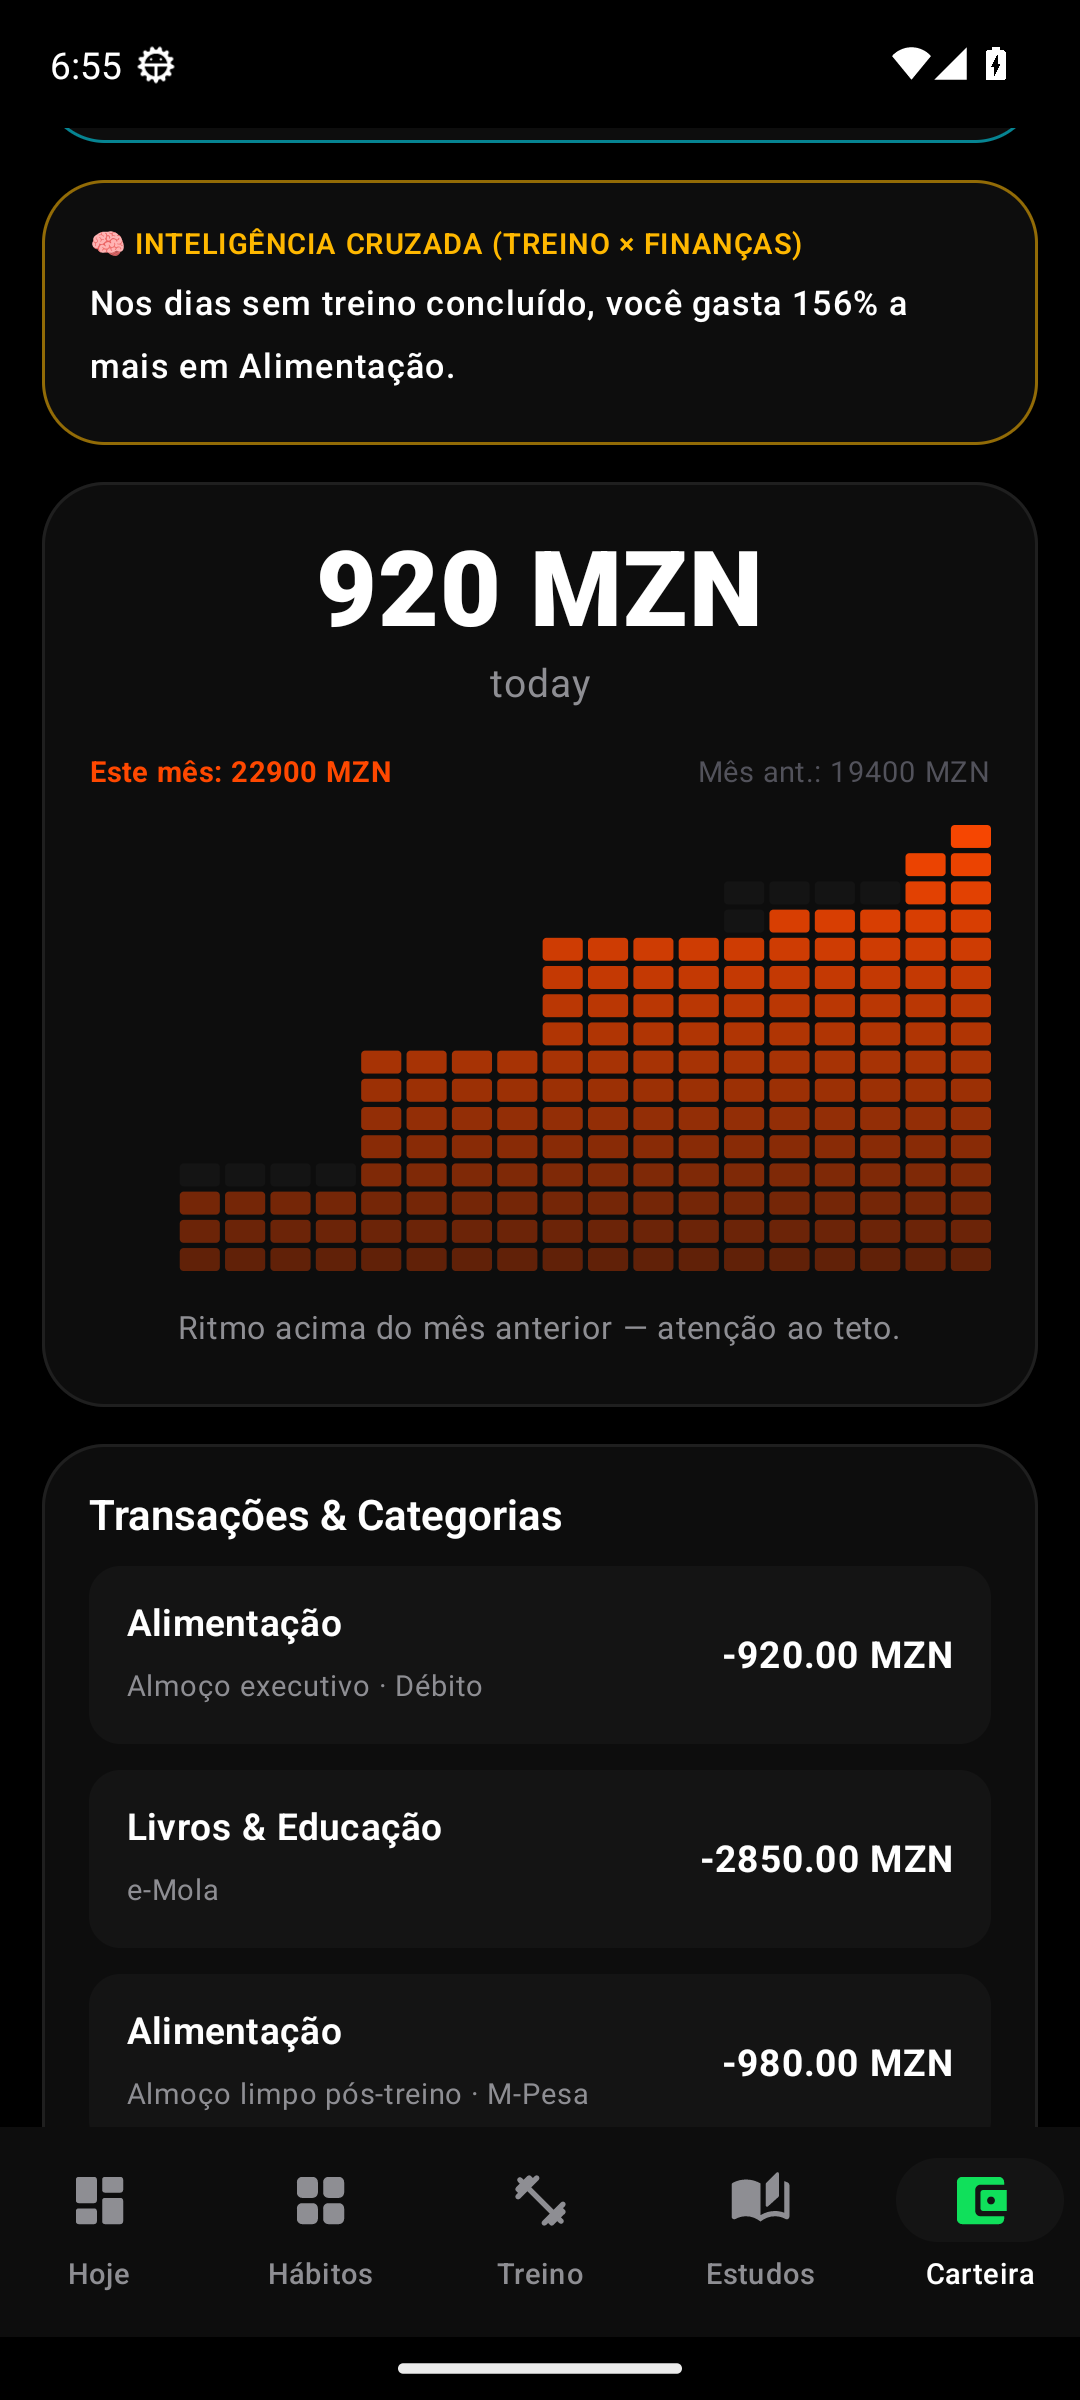 6:55
🧠 INTELIGÊNCIA CRUZADA (TREINO × FINANÇAS)
Nos dias sem treino concluído, você gasta 156% a
mais em Alimentação.
920 MZN
today
Este mês: 22900 MZN
Mês ant.: 19400 MZN
Ritmo acima do mês anterior — atenção ao teto.
Transações & Categorias
Alimentação
Almoço executivo · Débito
-920.00 MZN
Livros & Educação
e-Mola
-2850.00 MZN
Alimentação
Almoço limpo pós-treino · M-Pesa
-980.00 MZN
Hoje
Hábitos
Treino
Estudos
Carteira